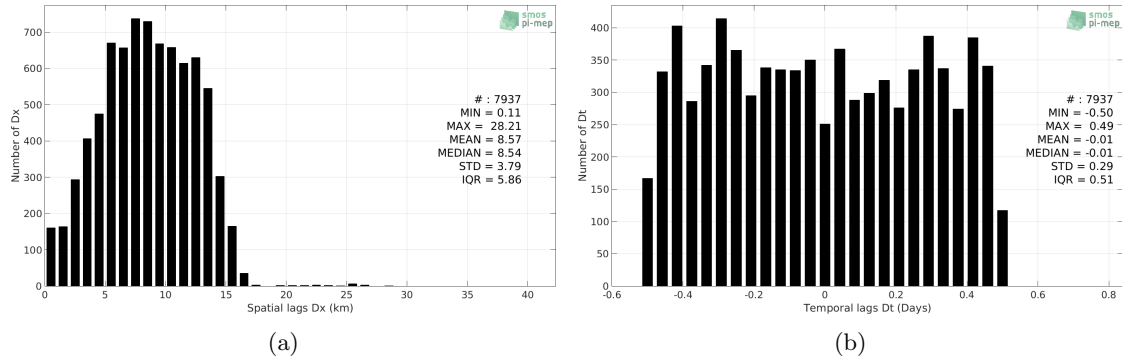 smos
pi-mep
700
600
500
400
300
200
100
0
Number of Dx
# : 7937
MIN = 0.11
MAX = 28.21
MEAN = 8.57
MEDIAN = 8.54
STD = 3.79
IQR = 5.86
0 5 10 15 20 25 30 35 40
Spatial lags Dx (km)
(a)
smos
pi-mep
400
350
300
250
200
150
100
50
0
Number of Dt
# : 7937
MIN = -0.50
MAX = 0.49
MEAN = -0.01
MEDIAN = -0.01
STD = 0.29
IQR = 0.51
-0.6 -0.4 -0.2 0 0.2 0.4 0.6 0.8
Temporal lags Dt (Days)
(b)